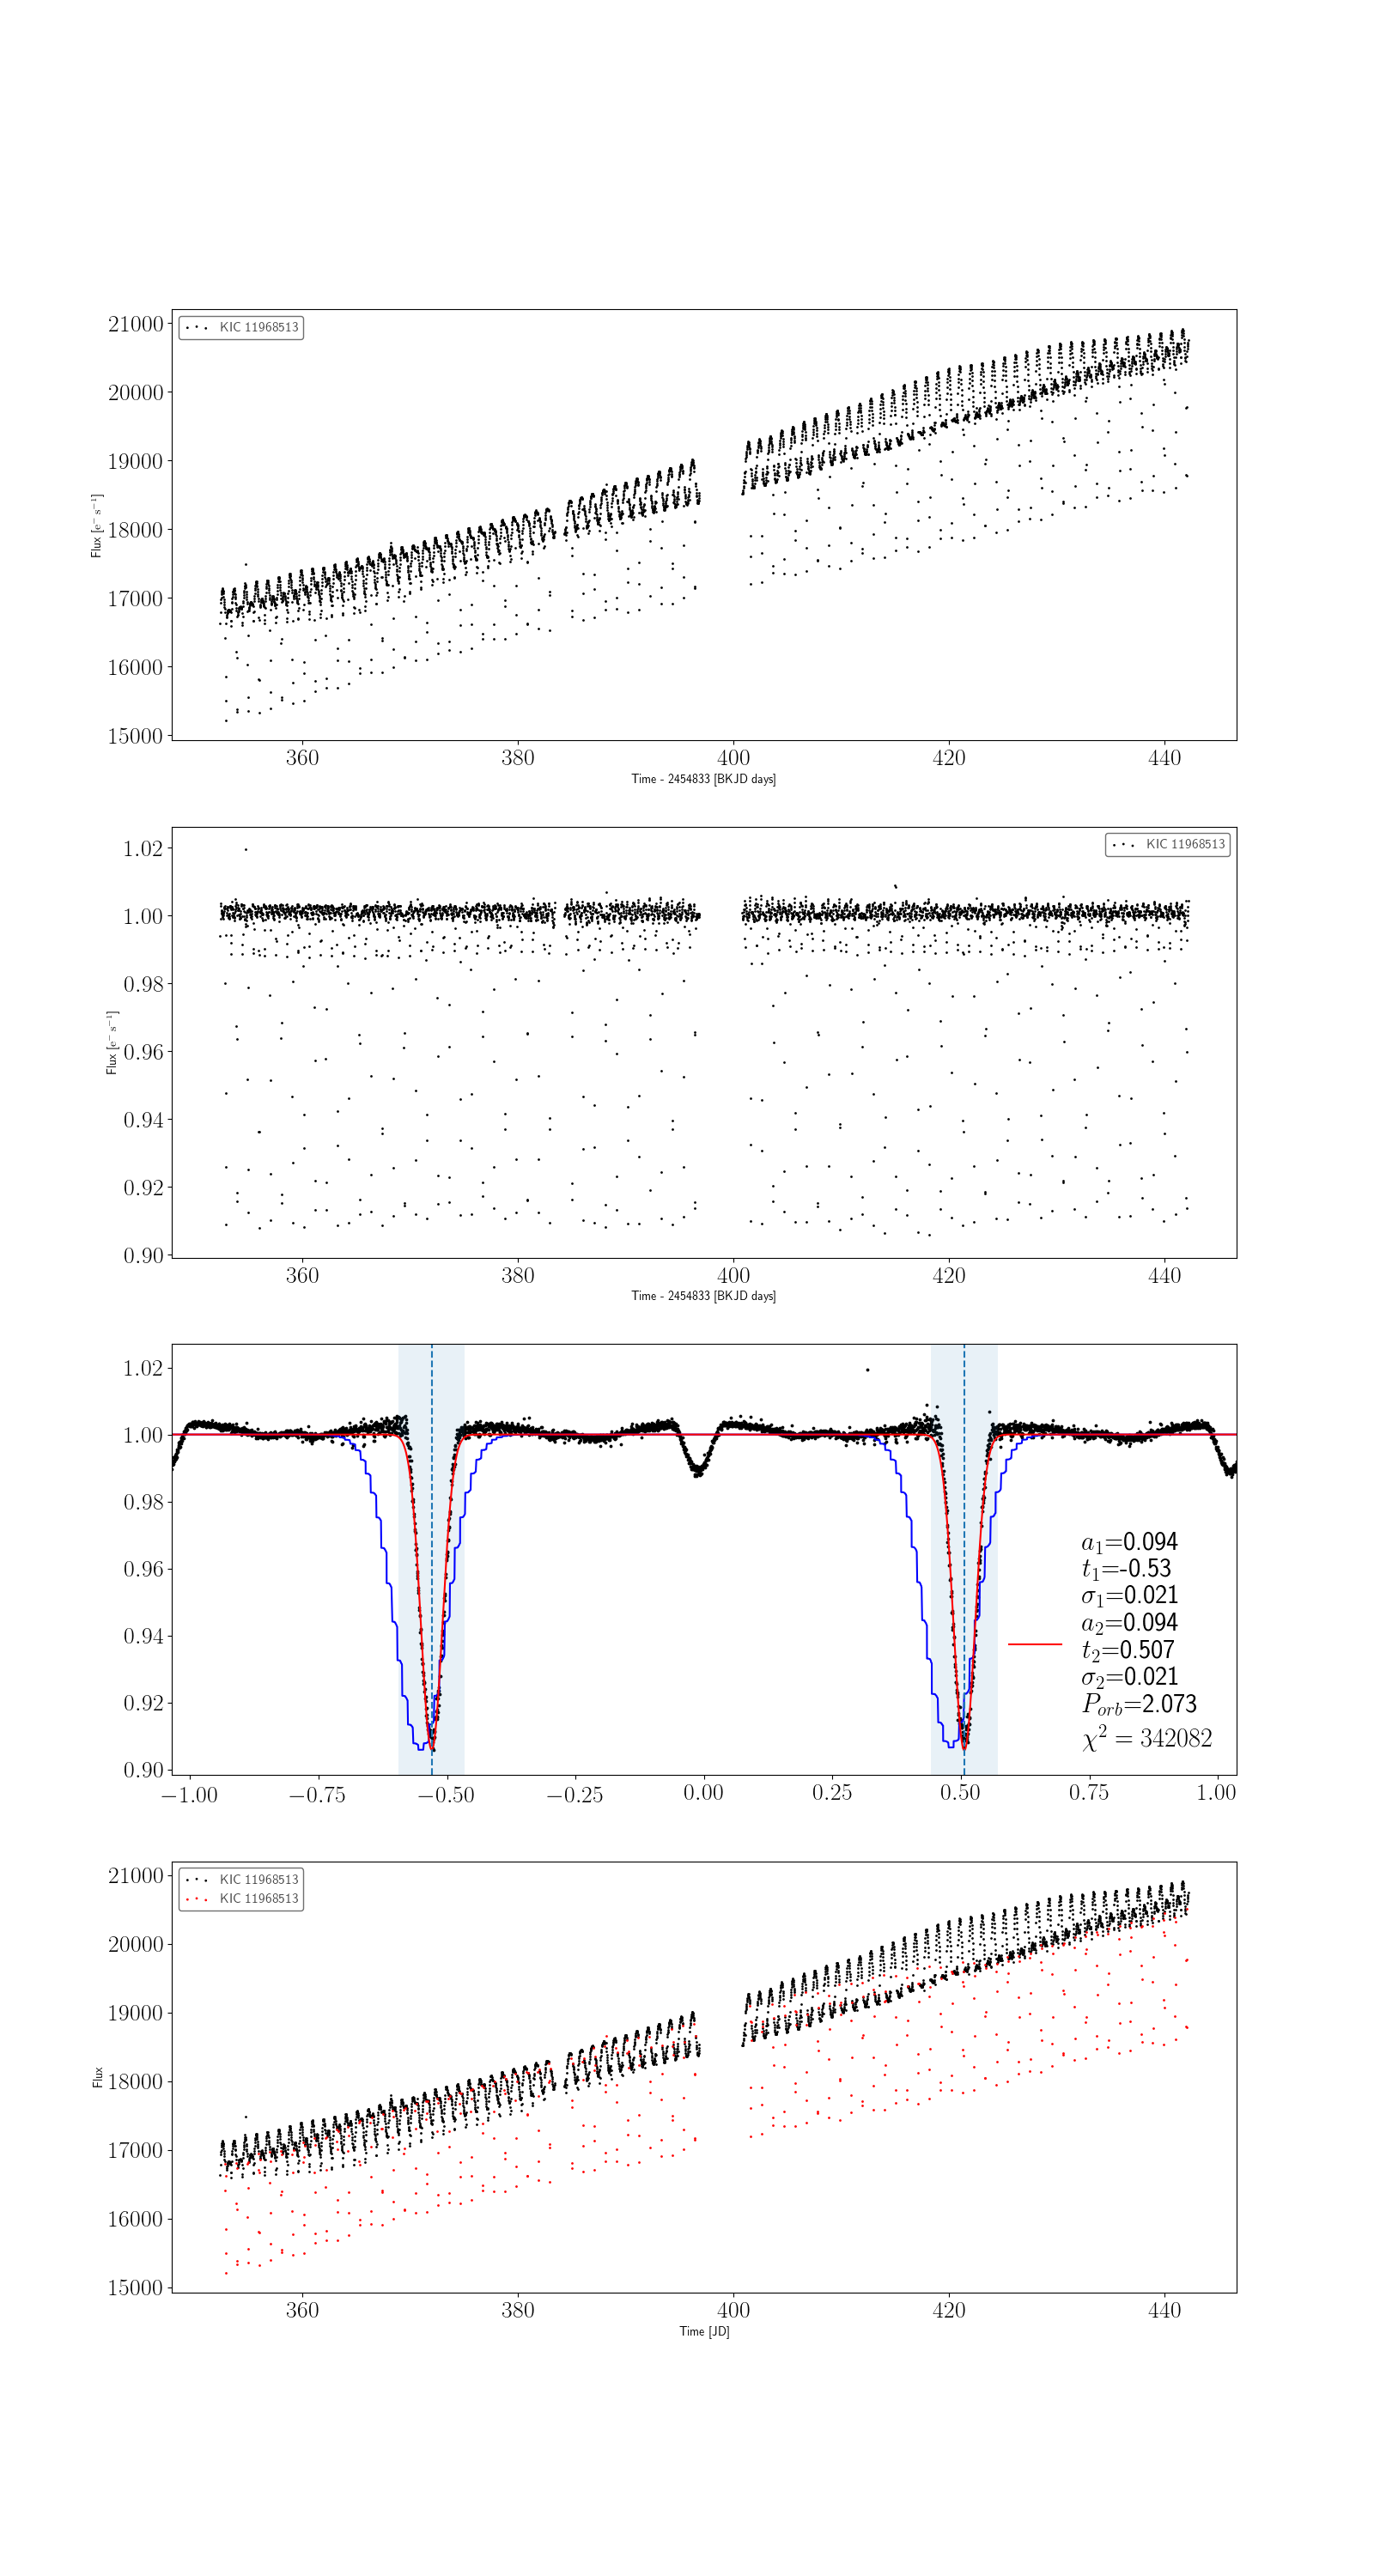 21000
20000
19000
18000
17000
16000
15000
Flux [e⁻ s⁻¹]
KIC 11968513
360 380 400 420 440
Time - 2454833 [BKJD days]
1.02
1.00
0.98
0.96
0.94
0.92
0.90
Flux [e⁻ s⁻¹]
KIC 11968513
360 380 400 420 440
Time - 2454833 [BKJD days]
1.02
1.00
0.98
0.96
0.94
0.92
0.90
a₁=0.094
t₁=-0.53
σ₁=0.021
a₂=0.094
t₂=0.507
σ₂=0.021
P_orb=2.073
χ² = 342082
−1.00 −0.75 −0.50 −0.25 0.00 0.25 0.50 0.75 1.00
21000
20000
19000
18000
17000
16000
15000
Flux
KIC 11968513
KIC 11968513
360 380 400 420 440
Time [JD]